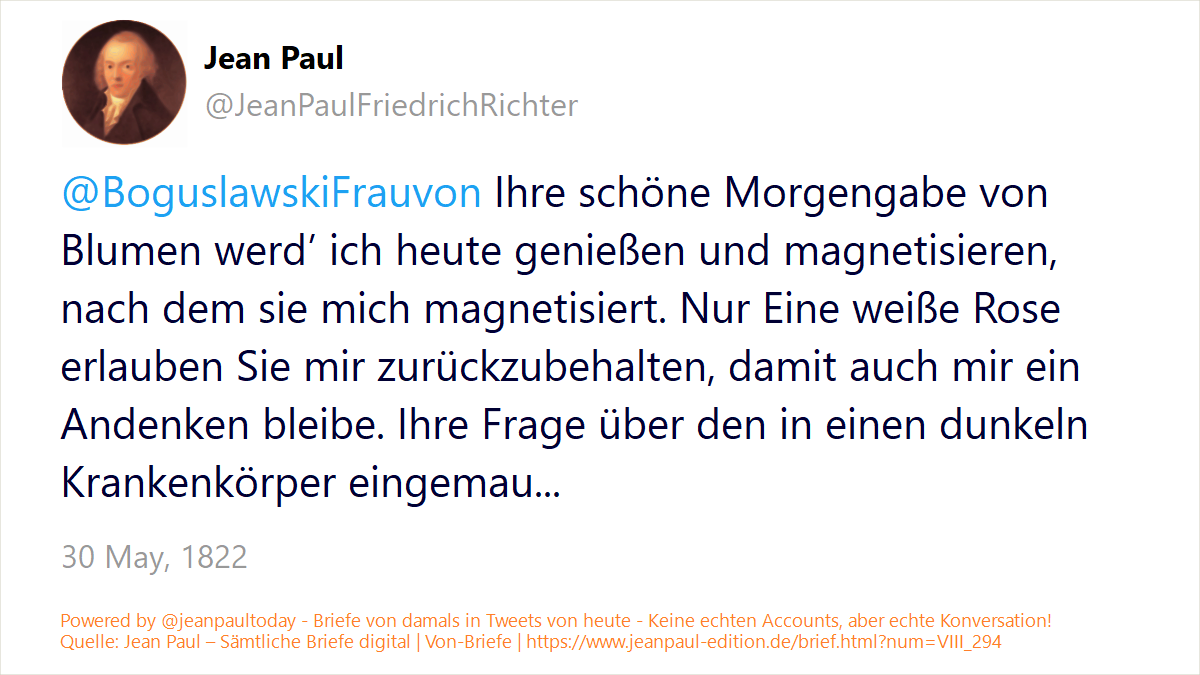 Jean Paul
@JeanPaulFriedrichRichter
@BoguslawskiFrauvon Ihre schöne Morgengabe von
Blumen werd’ ich heute genießen und magnetisieren,
nach dem sie mich magnetisiert. Nur Eine weiße Rose
erlauben Sie mir zurückzubehalten, damit auch mir ein
Andenken bleibe. Ihre Frage über den in einen dunkeln
Krankenkörper eingemau...
30 May, 1822
Powered by @jeanpaultoday - Briefe von damals in Tweets von heute - Keine echten Accounts, aber echte Konversation!
Quelle: Jean Paul – Sämtliche Briefe digital | Von-Briefe | https://www.jeanpaul-edition.de/brief.html?num=VIII_294